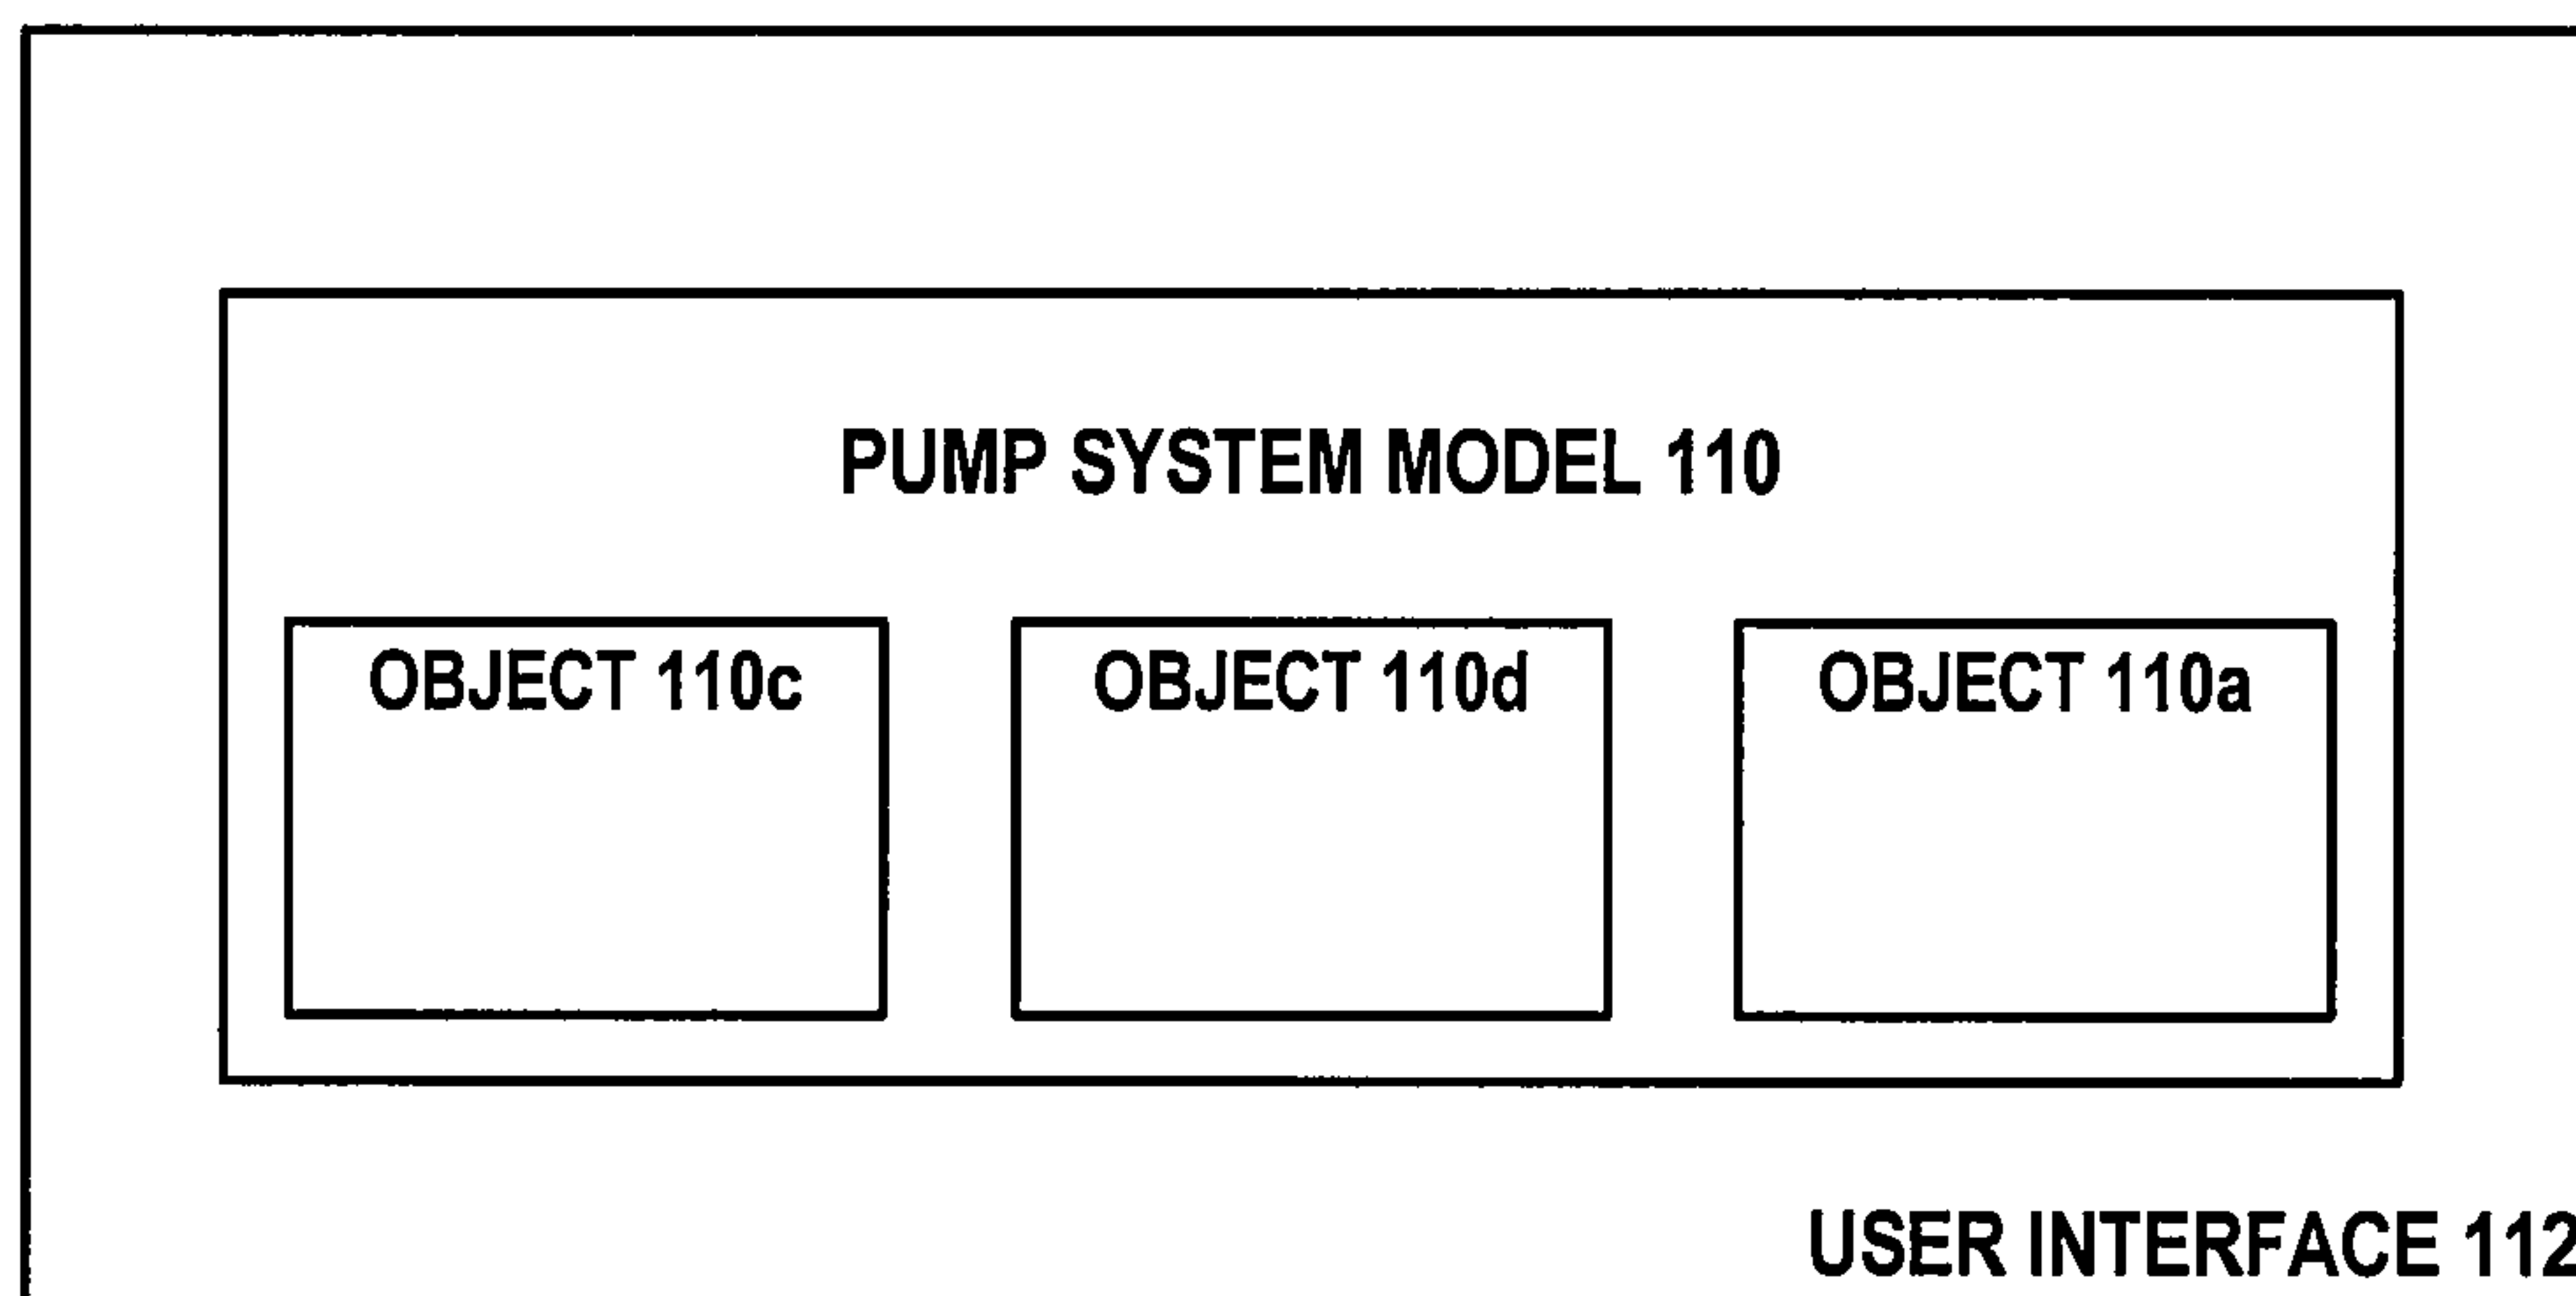 PUMP SYSTEM MODEL 110
OBJECT 110c OBJECT 110d OBJECT 110a
USER INTERFACE 112